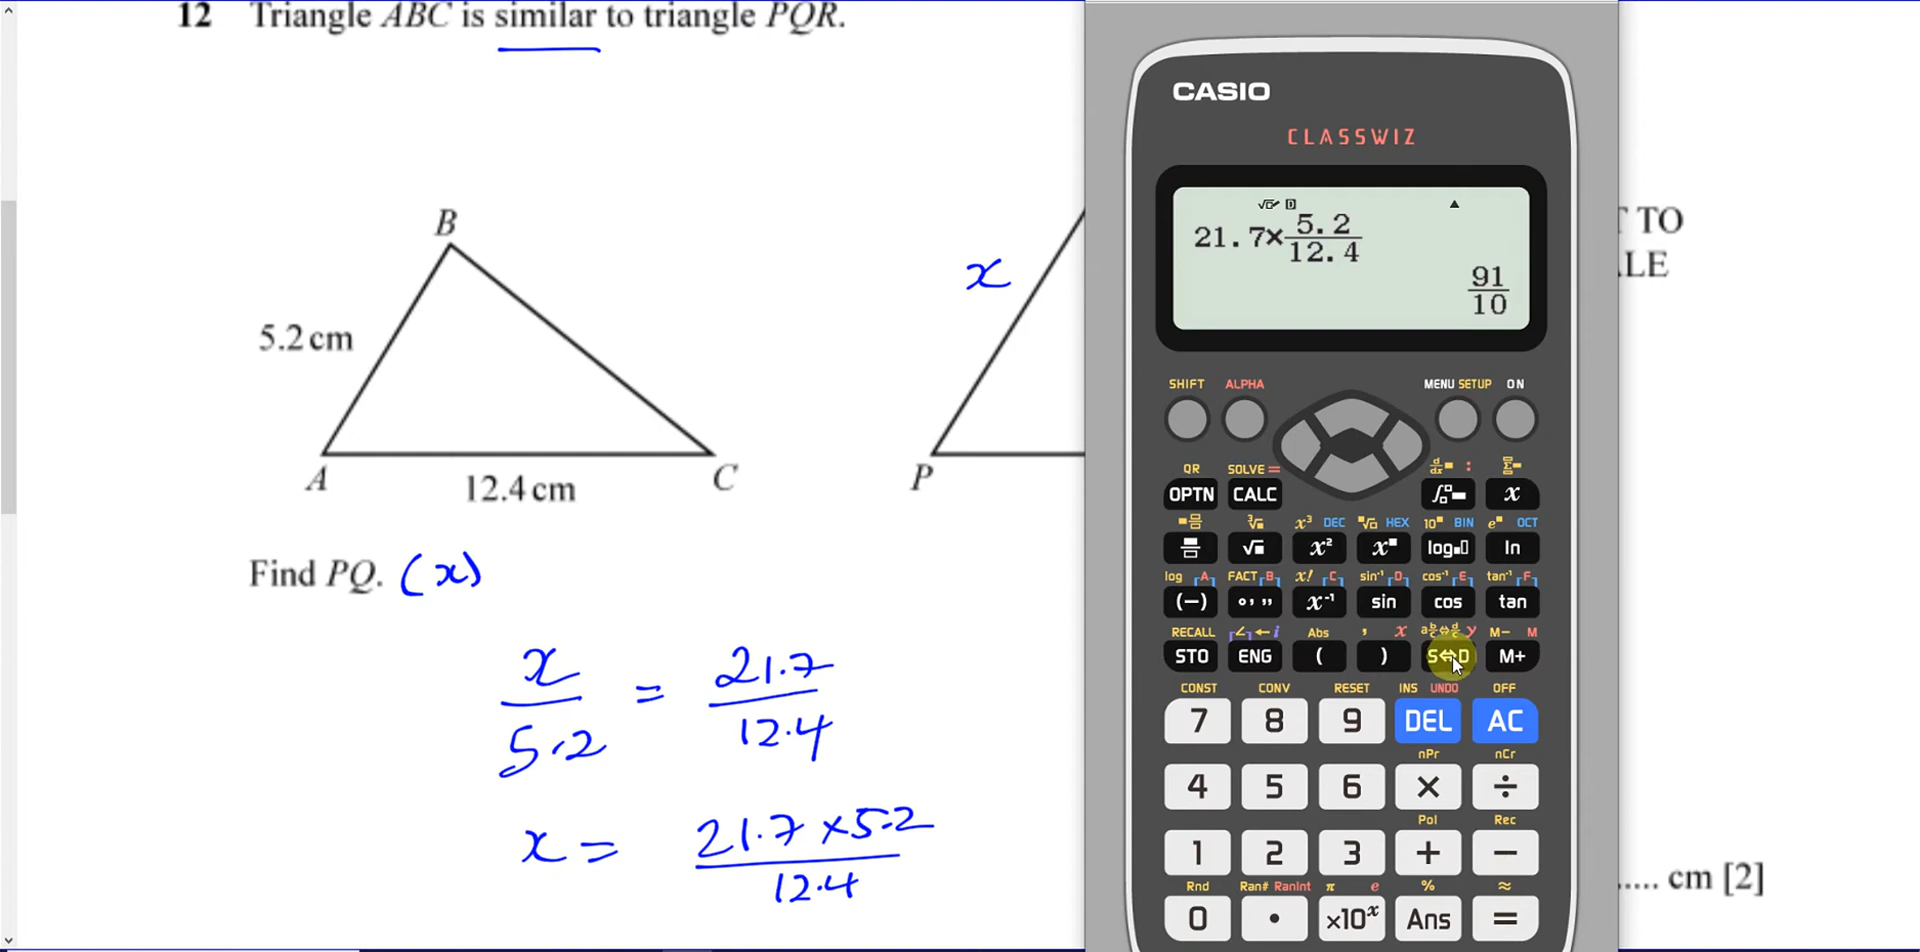 12 Triangle ABC is similar to triangle PQR.
B
5.2 cm
A
12.4 cm
C
x
P
T TO
LE
Find PQ. (x)
x/5.2 = 21.7/12.4
x = 21.7 × 5.2/12.4
..... cm [2]
CASIO
CLASSWIZ
√ D ▲
21.7×5.2/12.4
91/10
SHIFT ALPHA MENU SETUP ON
QR SOLVE = d/dx :
OPTN CALC x
x³ DEC HEX 10■ BIN e■ OCT
√■ x² x■ log ln
log A FACT B x! C sin⁻¹ D cos⁻¹ E tan⁻¹ F
(−) ° ’ ” x⁻¹ sin cos tan
RECALL ∠ ← i Abs , x a b/c⇔d/c y M− M
STO ENG ( ) S⇔D M+
CONST CONV RESET INS UNDO OFF
7 8 9 DEL AC
nPr nCr
4 5 6 × ÷
Pol Rec
1 2 3 + −
Rnd Ran# RanInt π e % ≈
0 • ×10ˣ Ans =